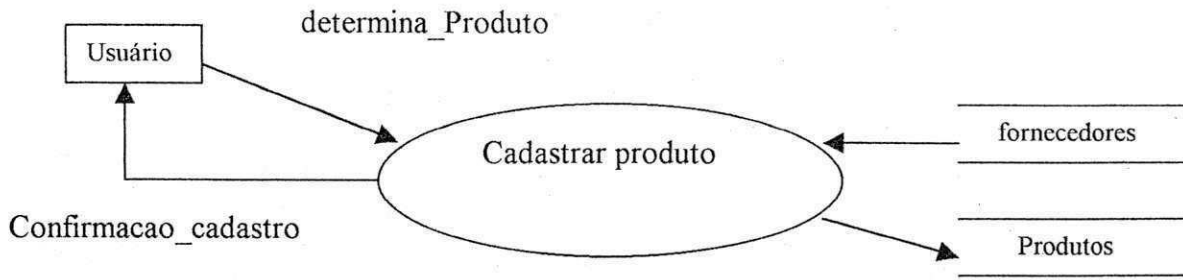 determina_Produto
Usuário
fornecedores
Cadastrar produto
Confirmacao_cadastro
Produtos